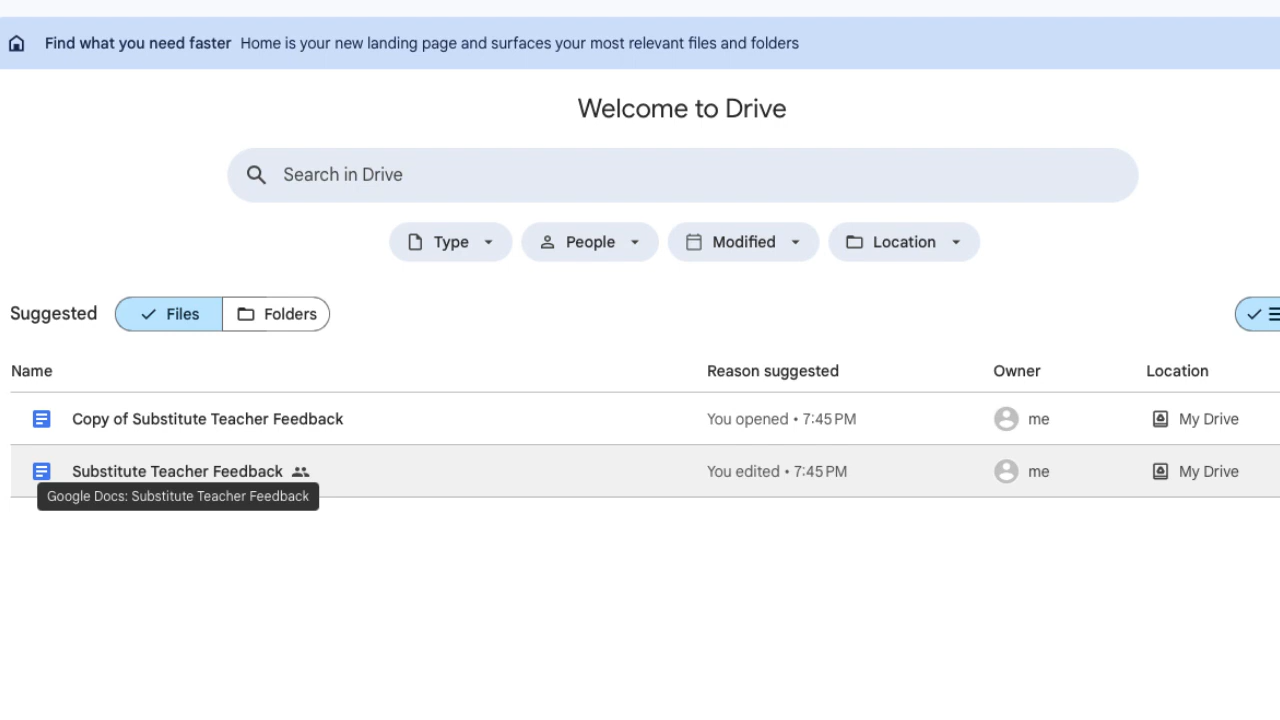 Find what you need faster Home is your new landing page and surfaces your most relevant files and folders
Welcome to Drive
Search in Drive
Type People Modified Location
Suggested Files Folders
Name Reason suggested Owner Location
Copy of Substitute Teacher Feedback You opened • 7:45 PM me My Drive
Substitute Teacher Feedback You edited • 7:45 PM me My Drive
Google Docs: Substitute Teacher Feedback